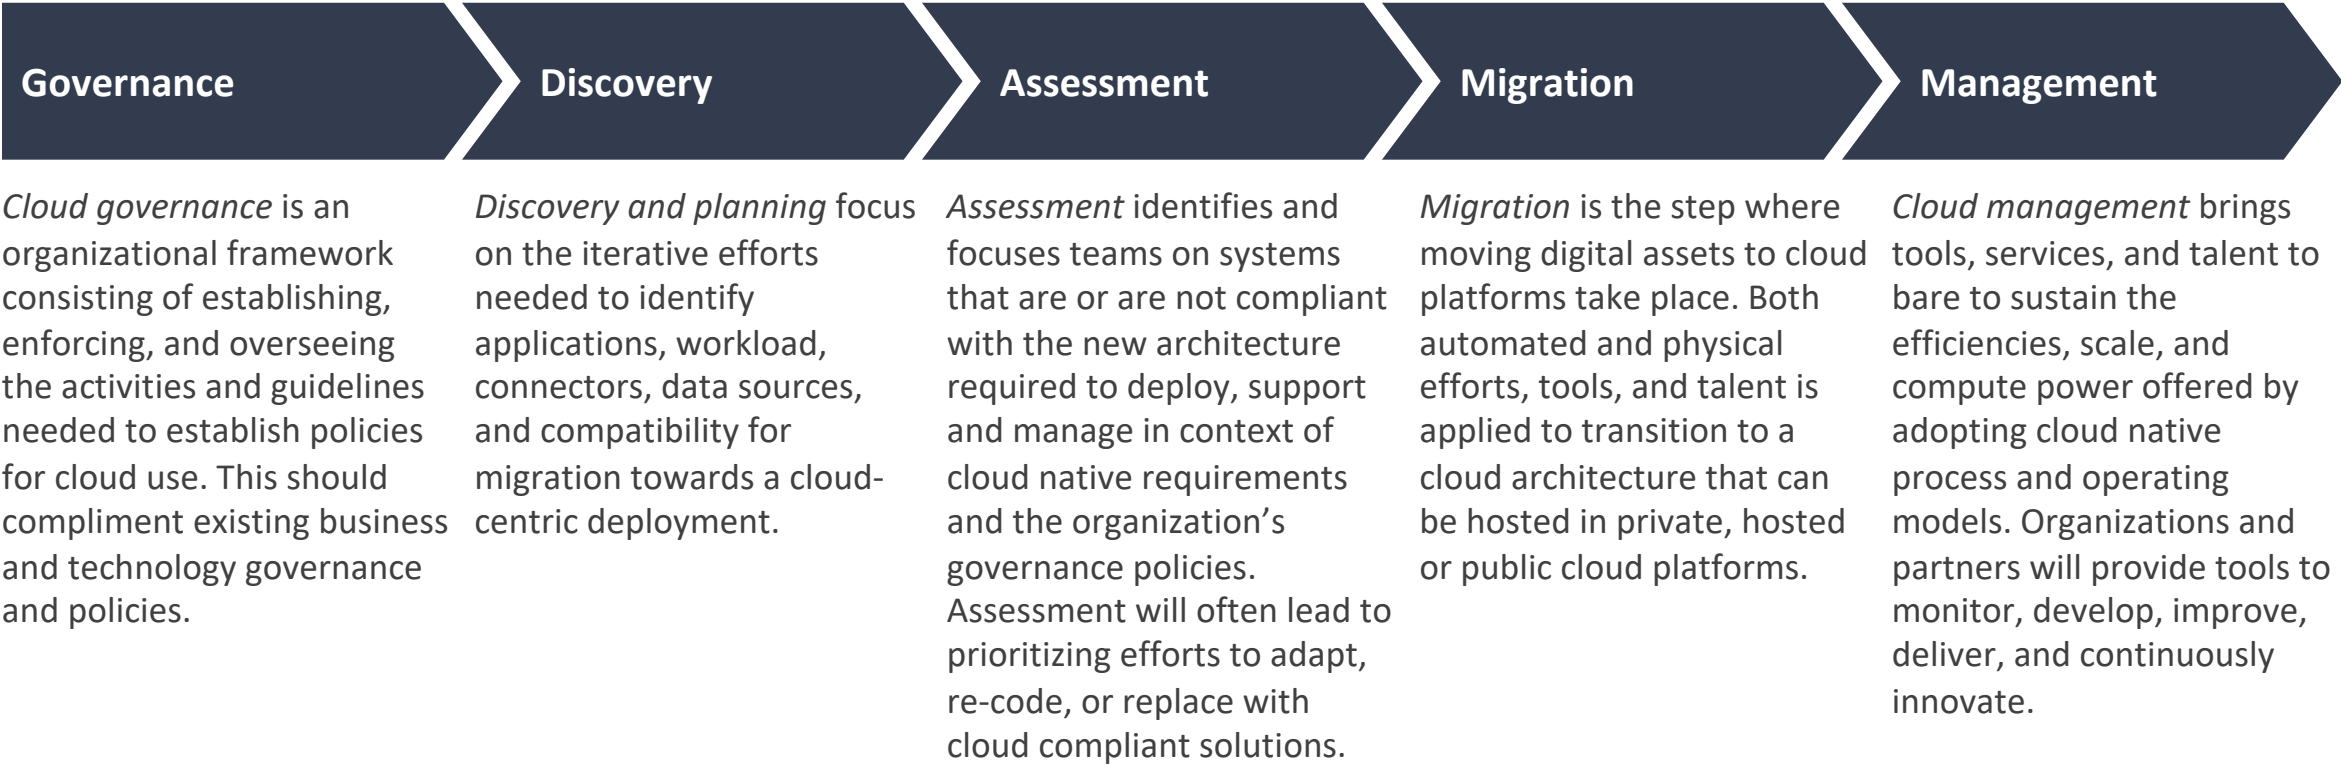 Governance
Discovery
Assessment
Migration
Management
Cloud governance is an
organizational framework
consisting of establishing,
enforcing, and overseeing
the activities and guidelines
needed to establish policies
for cloud use. This should
compliment existing business
and technology governance
and policies.
Discovery and planning focus
on the iterative efforts
needed to identify
applications, workload,
connectors, data sources,
and compatibility for
migration towards a cloud-
centric deployment.
Assessment identifies and
focuses teams on systems
that are or are not compliant
with the new architecture
required to deploy, support
and manage in context of
cloud native requirements
and the organization’s
governance policies.
Assessment will often lead to
prioritizing efforts to adapt,
re-code, or replace with
cloud compliant solutions.
Migration is the step where
moving digital assets to cloud
platforms take place. Both
automated and physical
efforts, tools, and talent is
applied to transition to a
cloud architecture that can
be hosted in private, hosted
or public cloud platforms.
Cloud management brings
tools, services, and talent to
bare to sustain the
efficiencies, scale, and
compute power offered by
adopting cloud native
process and operating
models. Organizations and
partners will provide tools to
monitor, develop, improve,
deliver, and continuously
innovate.